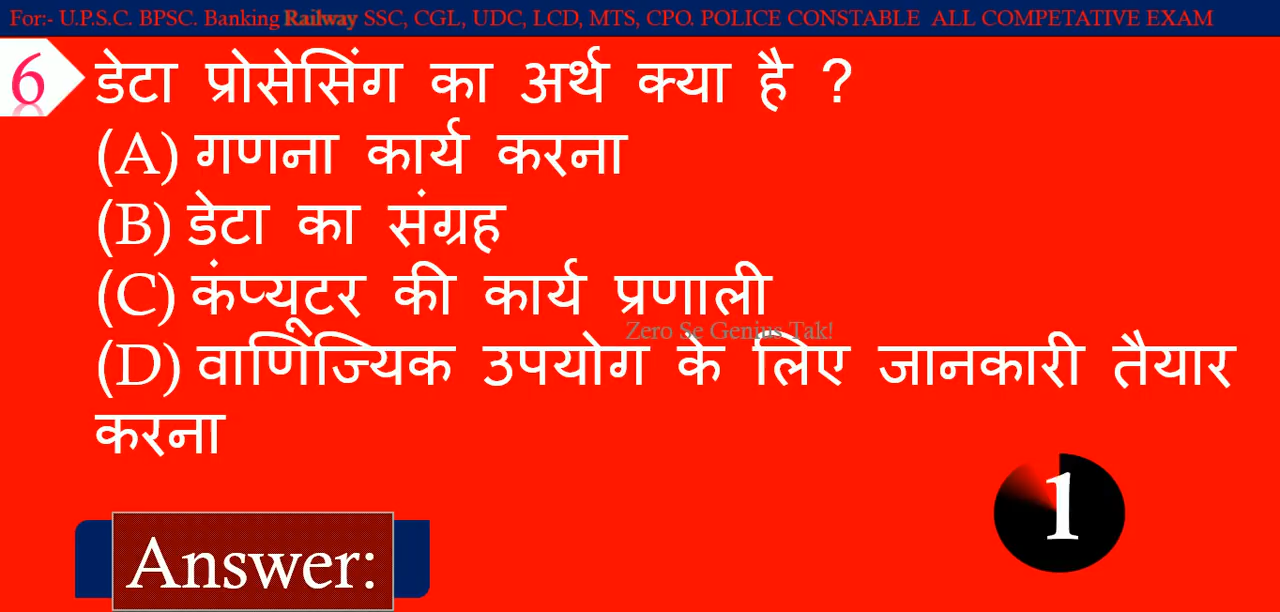 For:- U.P.S.C. BPSC. Banking Railway SSC, CGL, UDC, LCD, MTS, CPO. POLICE CONSTABLE ALL COMPETATIVE EXAM
6 डेटा प्रोसेसिंग का अर्थ क्या है ?
(A) गणना कार्य करना
(B) डेटा का संग्रह
(C) कंप्यूटर की कार्य प्रणाली
Zero Se Genius Tak!
(D) वाणिज्यिक उपयोग के लिए जानकारी तैयार
करना
1
Answer: